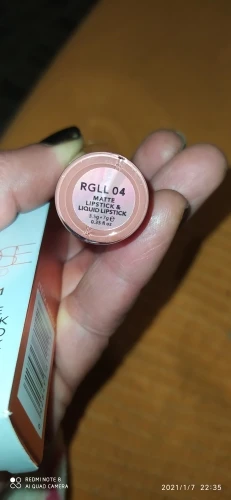 RGLL 04
MATTE
LIPSTICK &
LIQUID LIPSTICK
REDMI NOTE 8
AI QUAD CAMERA
2021/1/7 22:35